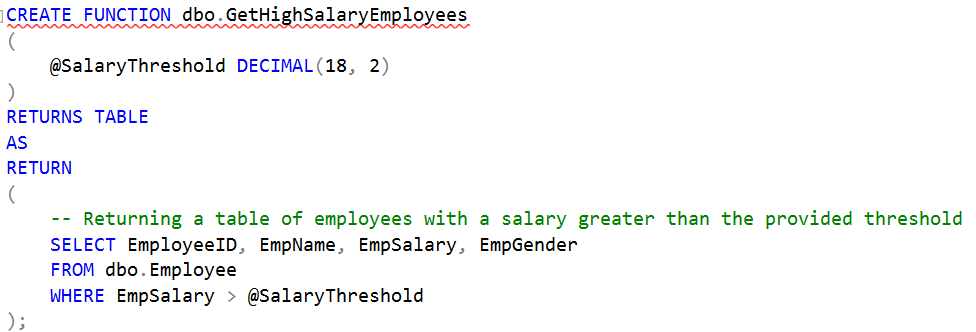 CREATE FUNCTION dbo.GetHighSalaryEmployees
(
    @SalaryThreshold DECIMAL(18, 2)
)
RETURNS TABLE
AS
RETURN
(
    -- Returning a table of employees with a salary greater than the provided threshold
    SELECT EmployeeID, EmpName, EmpSalary, EmpGender
    FROM dbo.Employee
    WHERE EmpSalary > @SalaryThreshold
);